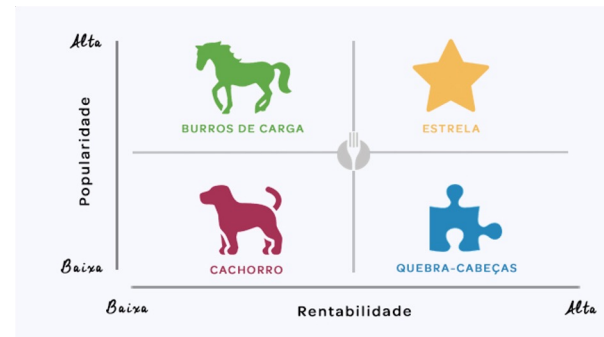 Alta
BURROS DE CARGA
ESTRELA
Popularidade
CACHORRO
QUEBRA-CABEÇAS
Baixa
Baixa
Rentabilidade
Alta